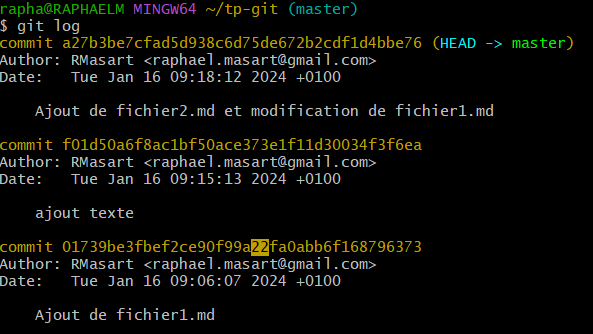 rapha@RAPHAELM MINGW64 ~/tp-git (master)
$ git log
commit a27b3be7cfad5d938c6d75de672b2cdf1d4bbe76 (HEAD -> master)
Author: RMasart <raphael.masart@gmail.com>
Date:   Tue Jan 16 09:18:12 2024 +0100
    Ajout de fichier2.md et modification de fichier1.md
commit f01d50a6f8ac1bf50ace373e1f11d30034f3f6ea
Author: RMasart <raphael.masart@gmail.com>
Date:   Tue Jan 16 09:15:13 2024 +0100
    ajout texte
commit 01739be3fbef2ce90f99a22fa0abb6f168796373
Author: RMasart <raphael.masart@gmail.com>
Date:   Tue Jan 16 09:06:07 2024 +0100
    Ajout de fichier1.md